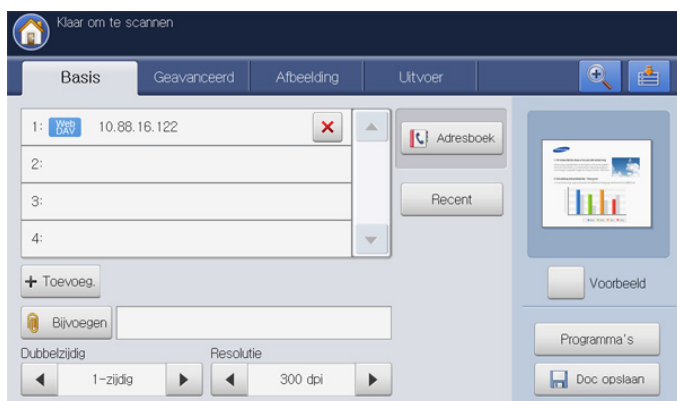 Klaar om te scannen
Basis
Geavanceerd
Afbeelding
Uitvoer
1: Web DAV 10.88.16.122
2:
3:
4:
Adresboek
Recent
+ Toevoeg.
Bijvoegen
Dubbelzijdig
Resolutie
1-zijdig
300 dpi
Voorbeeld
Programma's
Doc opslaan